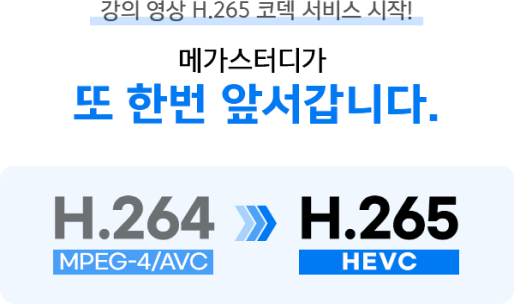 강의 영상 H.265 코덱 서비스 시작!
메가스터디가
또 한번 앞서갑니다.
H.264
MPEG-4/AVC
H.265
HEVC